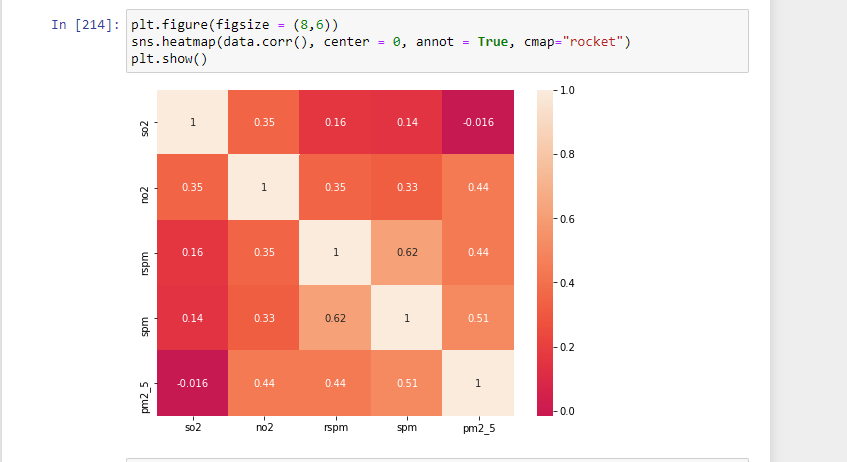 In [214]: plt.figure(figsize = (8,6))
sns.heatmap(data.corr(), center = 0, annot = True, cmap="rocket")
plt.show()
1.0
so2 1 0.35 0.16 0.14 -0.016
0.8
no2 0.35 1 0.35 0.33 0.44
0.6
rspm 0.16 0.35 1 0.62 0.44
0.4
spm 0.14 0.33 0.62 1 0.51
0.2
pm2_5 -0.016 0.44 0.44 0.51 1
0.0
so2 no2 rspm spm pm2_5